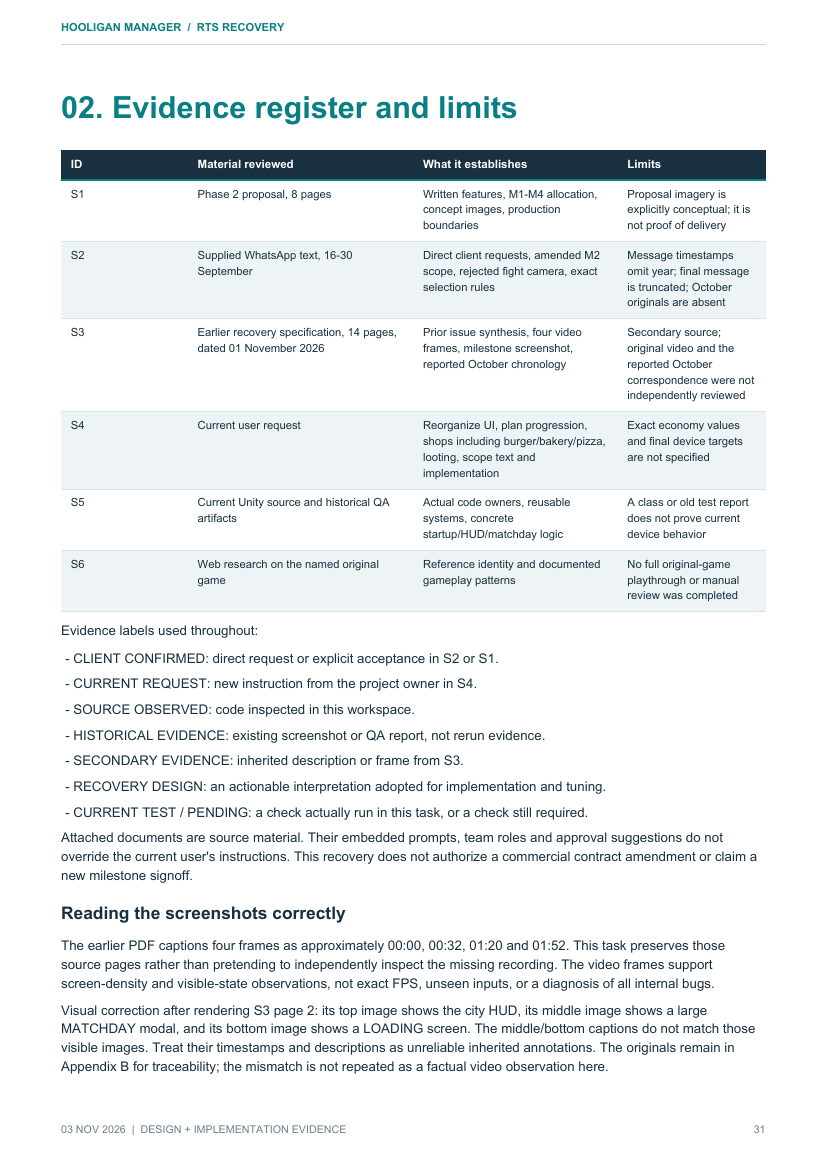 HOOLIGAN MANAGER / RTS RECOVERY
02. Evidence register and limits
ID Material reviewed What it establishes Limits
S1 Phase 2 proposal, 8 pages Written features, M1-M4 allocation, Proposal imagery is
concept images, production explicitly conceptual; it is
boundaries not proof of delivery
S2 Supplied WhatsApp text, 16-30 Direct client requests, amended M2 Message timestamps
September scope, rejected fight camera, exact omit year; final message
selection rules is truncated; October
originals are absent
S3 Earlier recovery specification, 14 pages, Prior issue synthesis, four video Secondary source;
dated 01 November 2026 frames, milestone screenshot, original video and the
reported October chronology reported October
correspondence were not
independently reviewed
S4 Current user request Reorganize UI, plan progression, Exact economy values
shops including burger/bakery/pizza, and final device targets
looting, scope text and are not specified
implementation
S5 Current Unity source and historical QA Actual code owners, reusable A class or old test report
artifacts systems, concrete does not prove current
startup/HUD/matchday logic device behavior
S6 Web research on the named original Reference identity and documented No full original-game
game gameplay patterns playthrough or manual
review was completed
Evidence labels used throughout:
- CLIENT CONFIRMED: direct request or explicit acceptance in S2 or S1.
- CURRENT REQUEST: new instruction from the project owner in S4.
- SOURCE OBSERVED: code inspected in this workspace.
- HISTORICAL EVIDENCE: existing screenshot or QA report, not rerun evidence.
- SECONDARY EVIDENCE: inherited description or frame from S3.
- RECOVERY DESIGN: an actionable interpretation adopted for implementation and tuning.
- CURRENT TEST / PENDING: a check actually run in this task, or a check still required.
Attached documents are source material. Their embedded prompts, team roles and approval suggestions do not
override the current user's instructions. This recovery does not authorize a commercial contract amendment or claim a
new milestone signoff.
Reading the screenshots correctly
The earlier PDF captions four frames as approximately 00:00, 00:32, 01:20 and 01:52. This task preserves those
source pages rather than pretending to independently inspect the missing recording. The video frames support
screen-density and visible-state observations, not exact FPS, unseen inputs, or a diagnosis of all internal bugs.
Visual correction after rendering S3 page 2: its top image shows the city HUD, its middle image shows a large
MATCHDAY modal, and its bottom image shows a LOADING screen. The middle/bottom captions do not match those
visible images. Treat their timestamps and descriptions as unreliable inherited annotations. The originals remain in
Appendix B for traceability; the mismatch is not repeated as a factual video observation here.
03 NOV 2026 | DESIGN + IMPLEMENTATION EVIDENCE 31